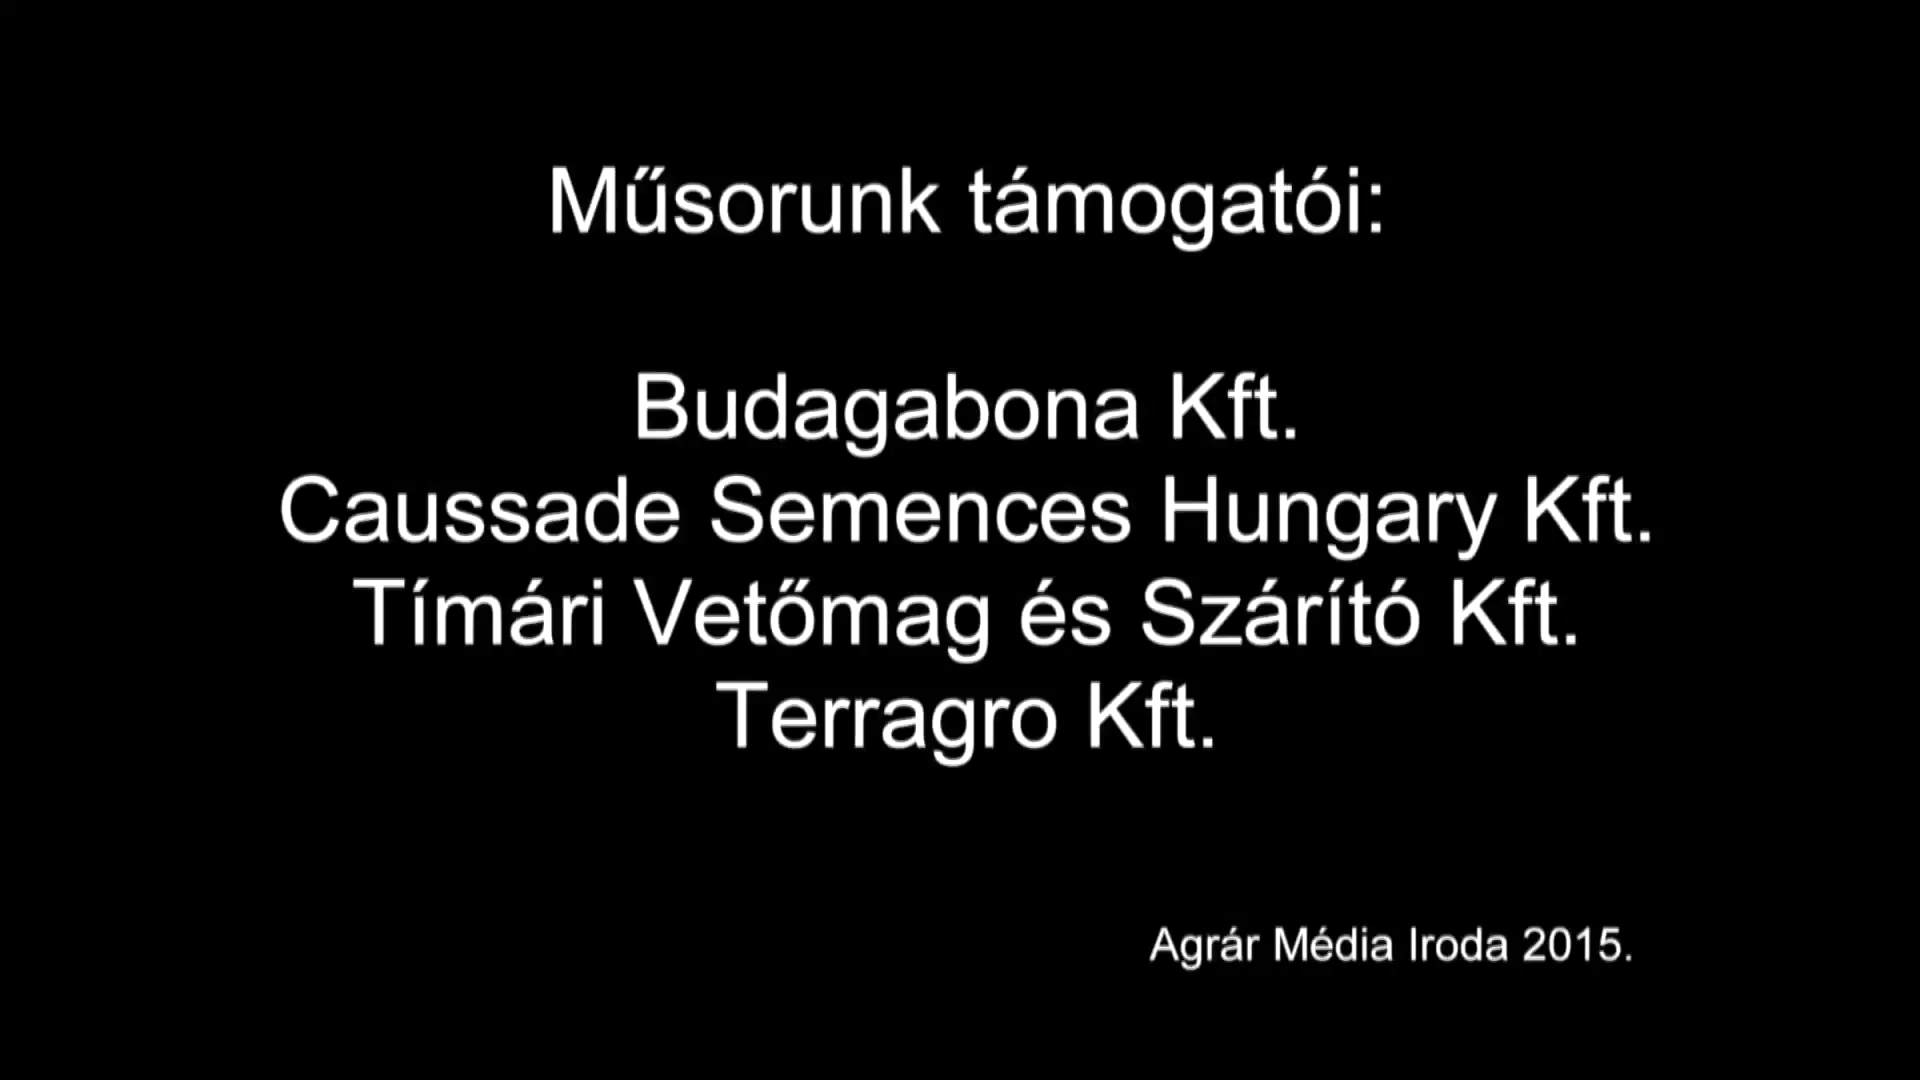 Műsorunk támogatói:
Budagabona Kft.
Caussade Semences Hungary Kft.
Tímári Vetőmag és Szárító Kft.
Terragro Kft.
Agrár Média Iroda 2015.